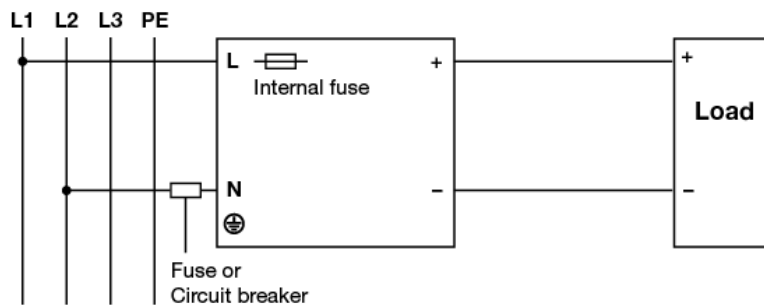 L1 L2 L3 PE
L
+
+
Internal fuse
Load
N
−
−
Fuse or
Circuit breaker